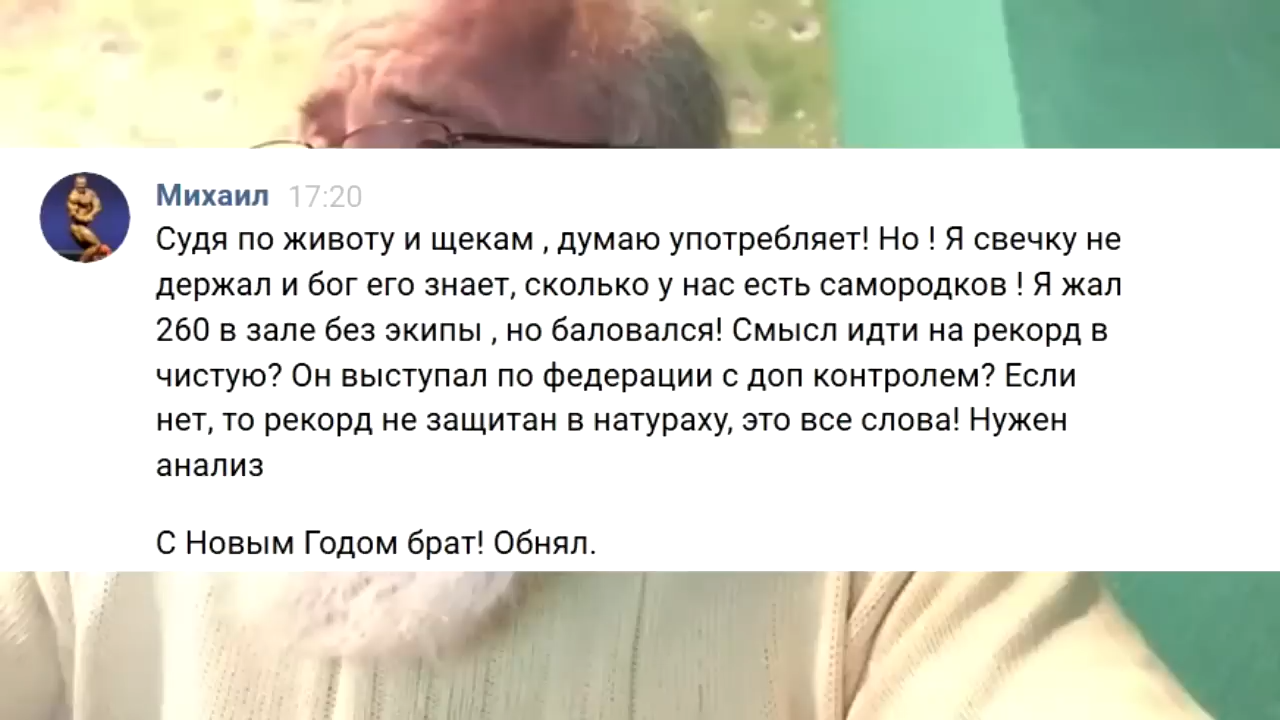 Михаил 17:20
Судя по животу и щекам , думаю употребляет! Но ! Я свечку не
держал и бог его знает, сколько у нас есть самородков ! Я жал
260 в зале без экипы , но баловался! Смысл идти на рекорд в
чистую? Он выступал по федерации с доп контролем? Если
нет, то рекорд не защитан в натураху, это все слова! Нужен
анализ
С Новым Годом брат! Обнял.